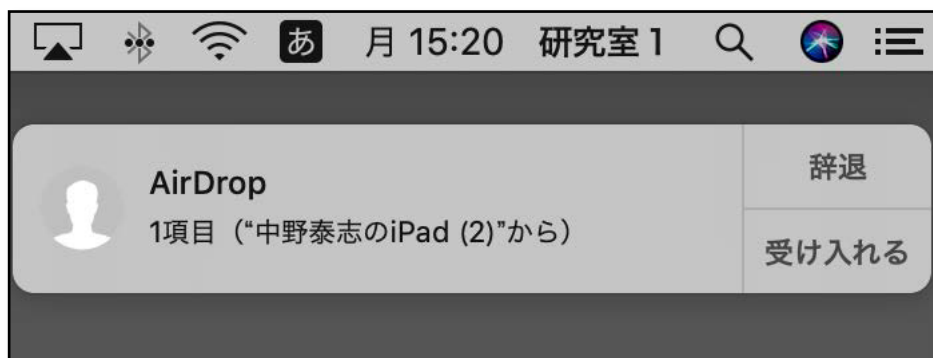 あ 月 15:20 研究室1
AirDrop
1項目（“中野泰志のiPad (2)”から）
辞退
受け入れる